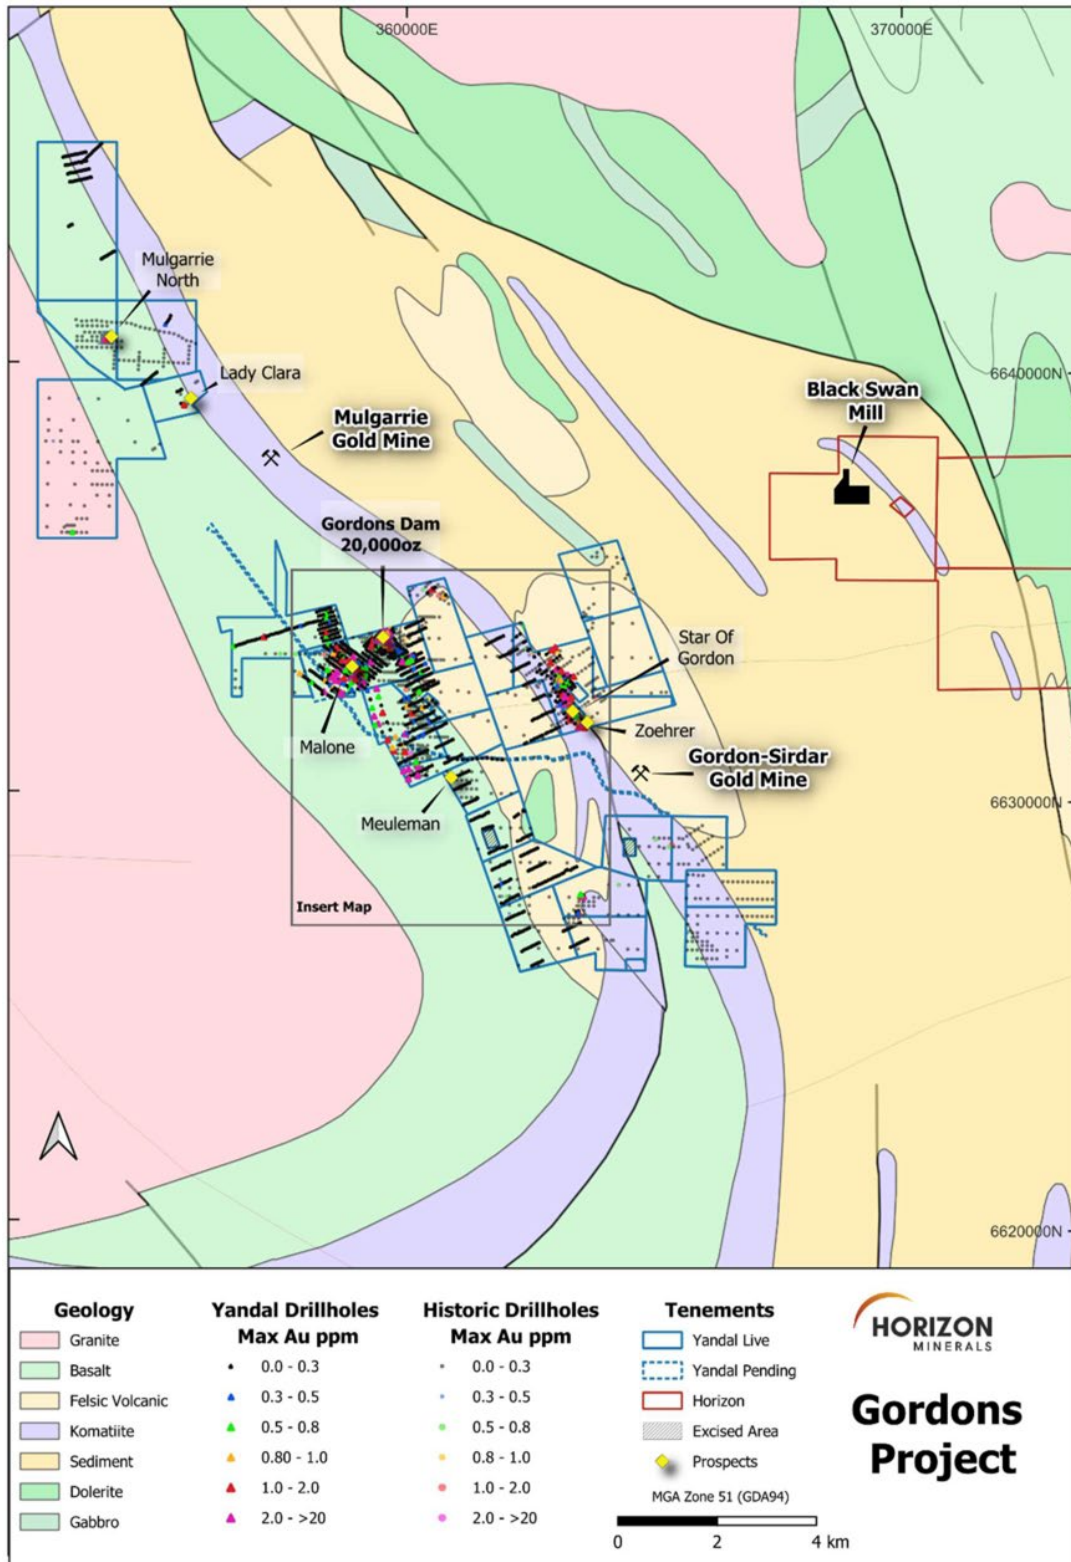 360000E
370000E
Mulgarrie
North
Lady Clara
6640000N
Black Swan
Mill
Mulgarrie
Gold Mine
Gordons Dam
20,000oz
Star Of
Gordon
Malone
Zoehrer
Gordon-Sirdar
Gold Mine
6630000N
Meuleman
Insert Map
6620000N
Geology
Granite
Basalt
Felsic Volcanic
Komatiite
Sediment
Dolerite
Gabbro
Yandal Drillholes
Max Au ppm
0.0 - 0.3
0.3 - 0.5
0.5 - 0.8
0.80 - 1.0
1.0 - 2.0
2.0 - >20
Historic Drillholes
Max Au ppm
0.0 - 0.3
0.3 - 0.5
0.5 - 0.8
0.8 - 1.0
1.0 - 2.0
2.0 - >20
Tenements
Yandal Live
Yandal Pending
Horizon
Excised Area
Prospects
MGA Zone 51 (GDA94)
0 2 4 km
HORIZON
MINERALS
Gordons
Project